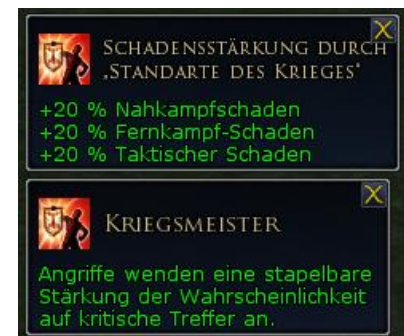 Schadensstärkung durch
‚Standarte des Krieges‘
+20 % Nahkampfschaden
+20 % Fernkampf-Schaden
+20 % Taktischer Schaden
Kriegsmeister
Angriffe wenden eine stapelbare
Stärkung der Wahrscheinlichkeit
auf kritische Treffer an.